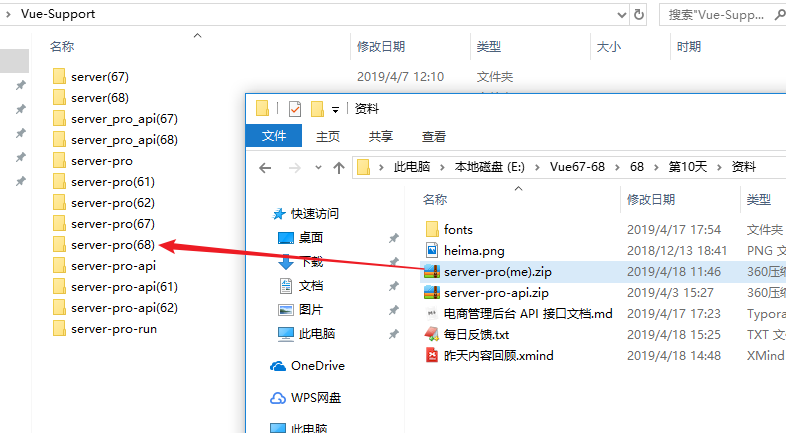 Vue-Support
搜索"Vue-Supp...
名称 修改日期 类型 大小 时期
server(67) 2019/4/7 12:10 文件夹
server(68)
server_pro_api(67)
server_pro_api(68)
server-pro
server-pro(61)
server-pro(62)
server-pro(67)
server-pro(68)
server-pro-api
server-pro-api(61)
server-pro-api(62)
server-pro-run
资料
文件 主页 共享 查看
此电脑 本地磁盘 (E:) Vue67-68 68 第10天 资料
快速访问
桌面
下载
文档
图片
此电脑
OneDrive
WPS网盘
此电脑
名称 修改日期 类型
fonts 2019/4/17 17:54 文件夹
heima.png 2018/12/13 18:41 PNG 文
server-pro(me).zip 2019/4/18 11:46 360压缩
server-pro-api.zip 2019/4/3 15:27 360压缩
电商管理后台 API 接口文档.md 2019/4/17 17:23 Typora
每日反馈.txt 2019/4/18 15:25 TXT 文
昨天内容回顾.xmind 2019/4/18 14:48 XMind